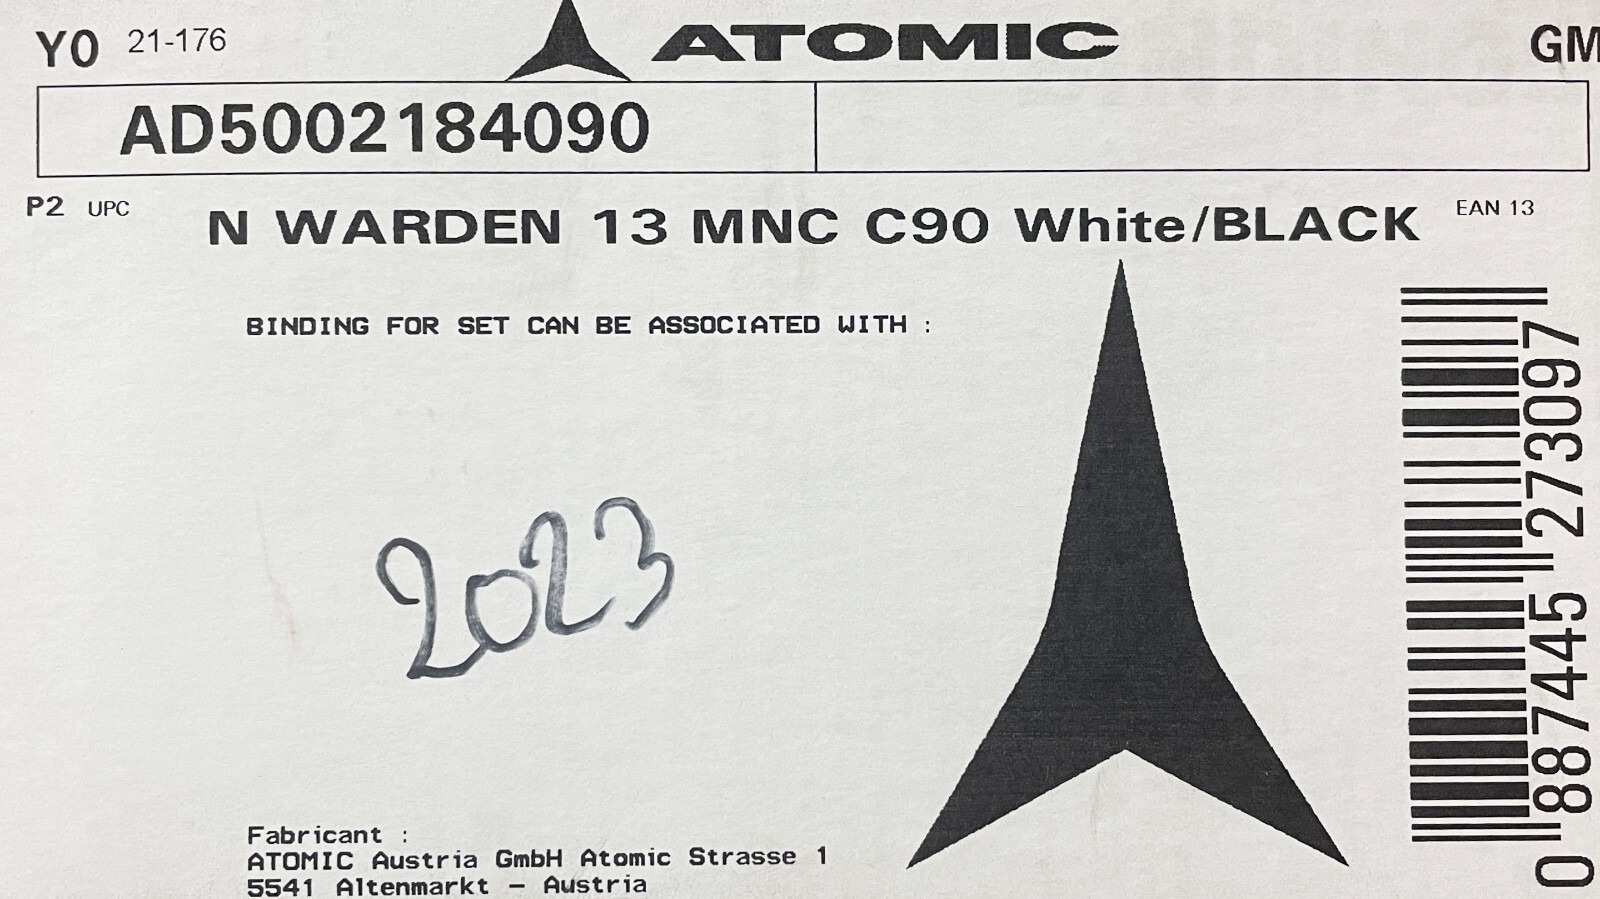 Y0 21-176 ATOMIC GM
AD5002184090
P2 UPC N WARDEN 13 MNC C90 White/BLACK EAN 13
BINDING FOR SET CAN BE ASSOCIATED WITH :
2023
0 887445 273097
Fabricant :
ATOMIC Austria GmbH Atomic Strasse 1
5541 Altenmarkt - Austria